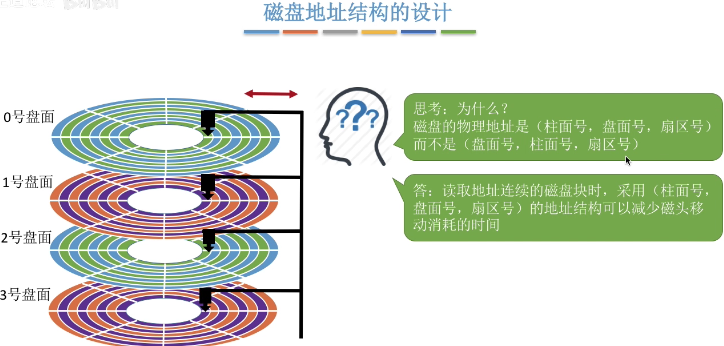 磁盘地址结构的设计
0号盘面
1号盘面
2号盘面
3号盘面
???
思考：为什么？
磁盘的物理地址是（柱面号，盘面号，扇区号）
而不是（盘面号，柱面号，扇区号）
答：读取地址连续的磁盘块时，采用（柱面号，
盘面号，扇区号）的地址结构可以减少磁头移
动消耗的时间